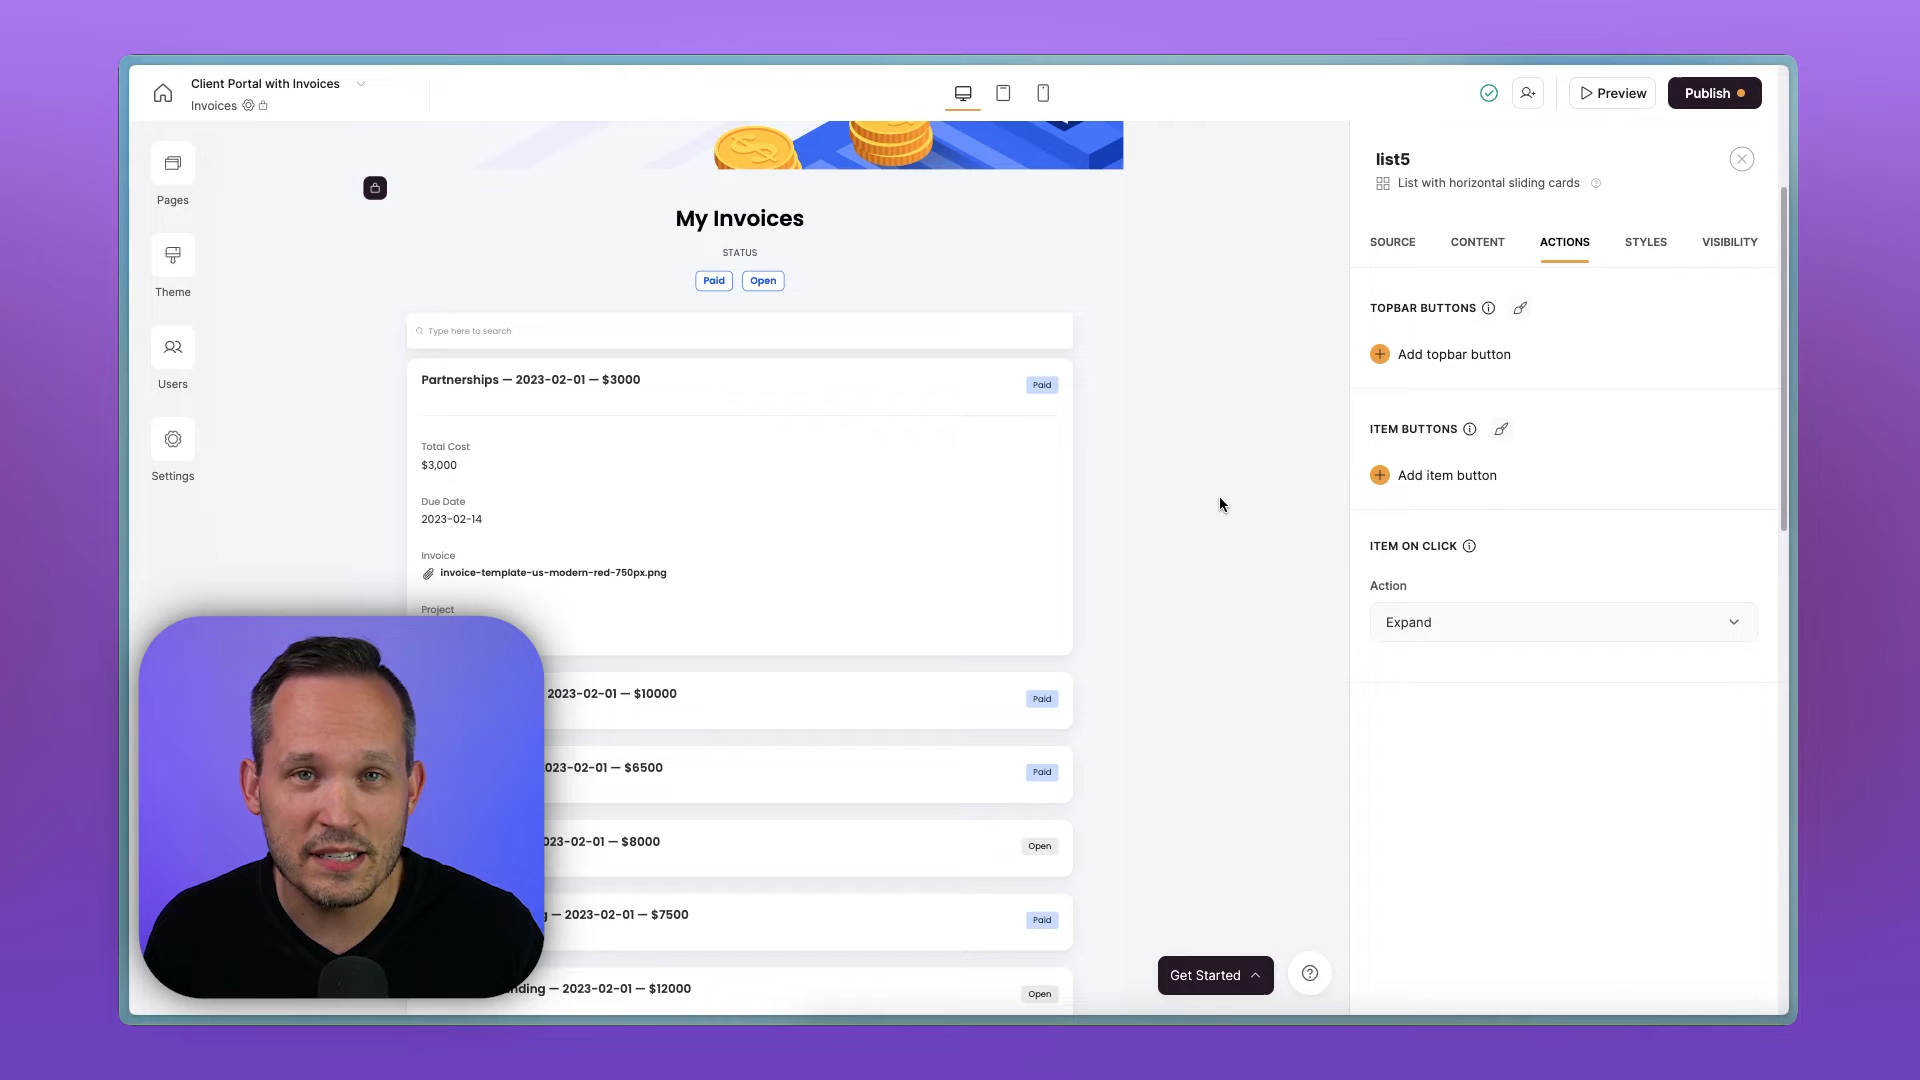 Client Portal with Invoices
Invoices
Preview
Publish
Pages
Theme
Users
Settings
My Invoices
STATUS
Paid
Open
Type here to search
Partnerships — 2023-02-01 — $3000
Paid
Total Cost
$3,000
Due Date
2023-02-14
Invoice
invoice-template-us-modern-red-750px.png
Project
2023-02-01 — $10000
Paid
023-02-01 — $6500
Paid
023-02-01 — $8000
Open
g — 2023-02-01 — $7500
Paid
nding — 2023-02-01 — $12000
Open
Get Started
list5
List with horizontal sliding cards
SOURCE
CONTENT
ACTIONS
STYLES
VISIBILITY
TOPBAR BUTTONS
Add topbar button
ITEM BUTTONS
Add item button
ITEM ON CLICK
Action
Expand